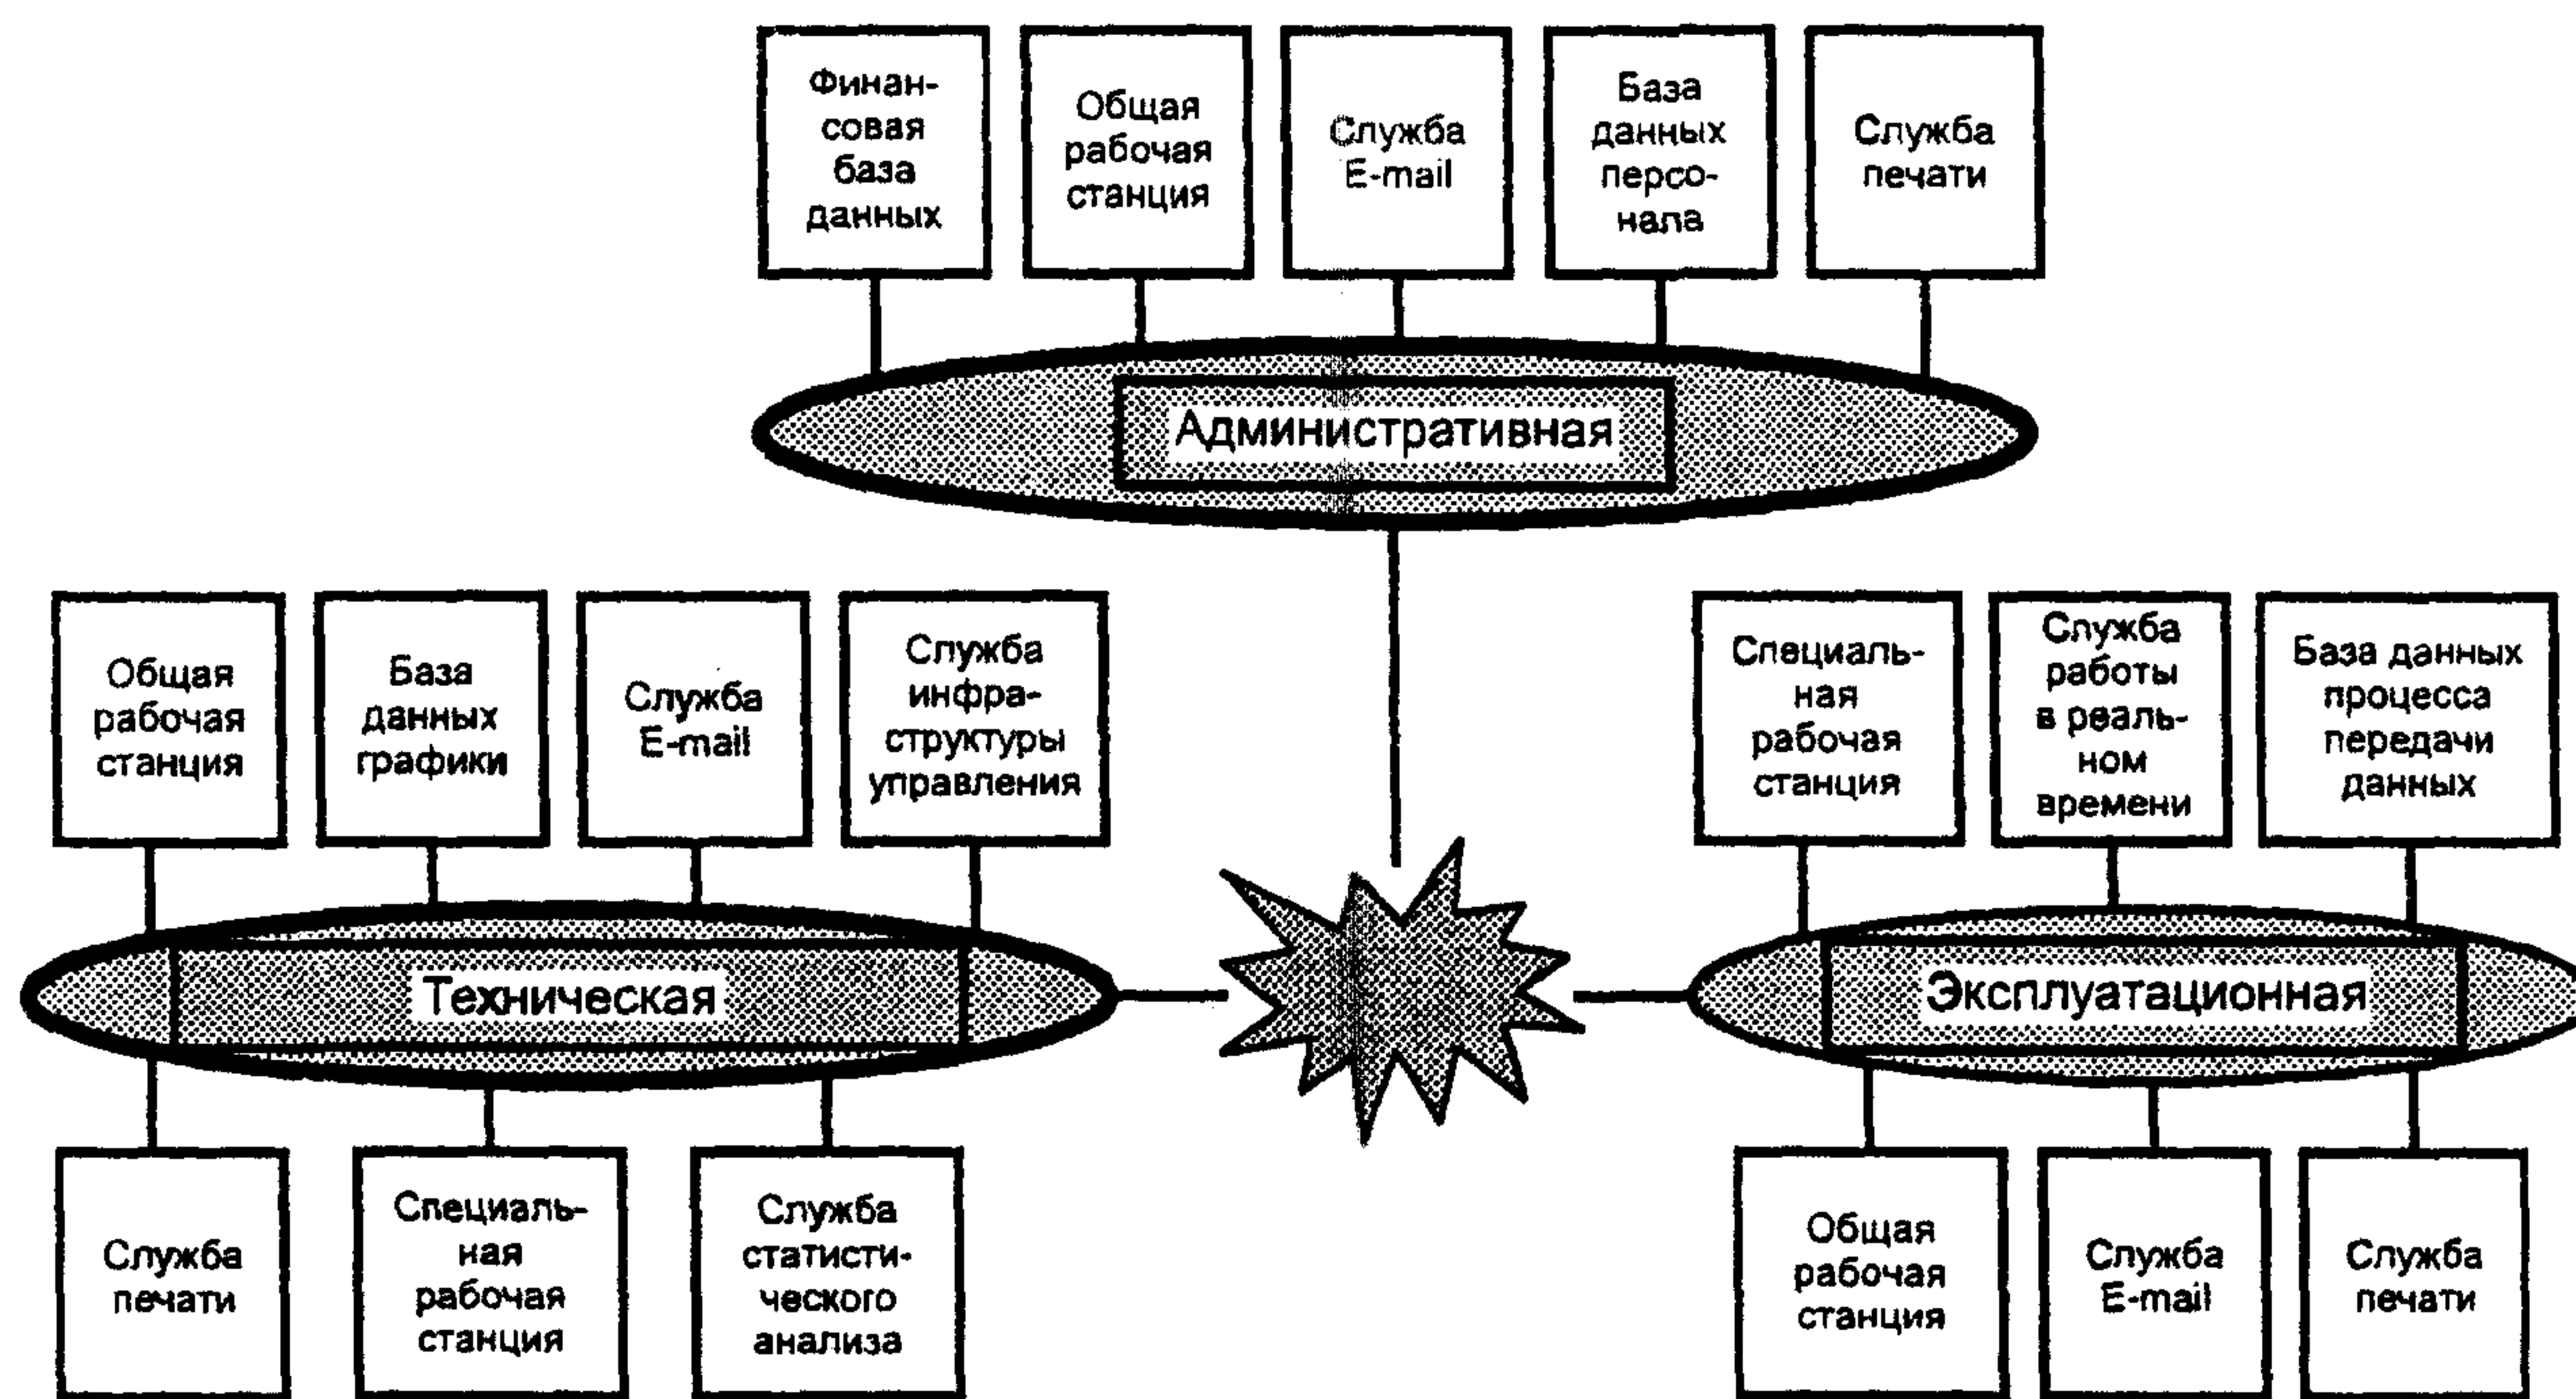 Финан-
совая
база
данных
Общая
рабочая
станция
Служба
E-mail
База
данных
персо-
нала
Служба
печати
Административная
Общая
рабочая
станция
База
данных
графики
Служба
E-mail
Служба
инфра-
структуры
управления
Специаль-
ная
рабочая
станция
Служба
работы
в реаль-
ном
времени
База данных
процесса
передачи
данных
Техническая
Эксплуатационная
Служба
печати
Специаль-
ная
рабочая
станция
Служба
статисти-
ческого
анализа
Общая
рабочая
станция
Служба
E-mail
Служба
печати